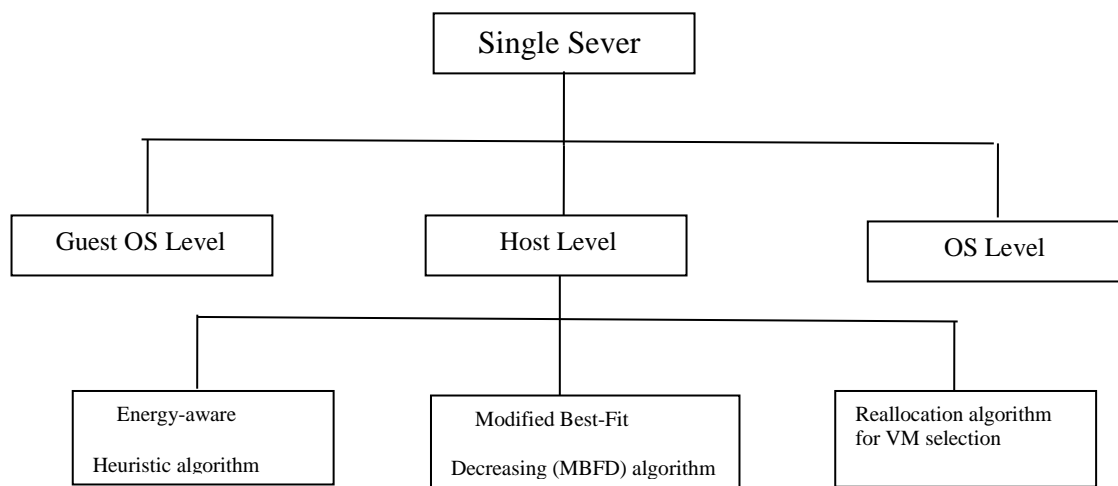 Single Sever
Guest OS Level
Host Level
OS Level
Energy-aware
Heuristic algorithm
Modified Best-Fit
Decreasing (MBFD) algorithm
Reallocation algorithm
for VM selection